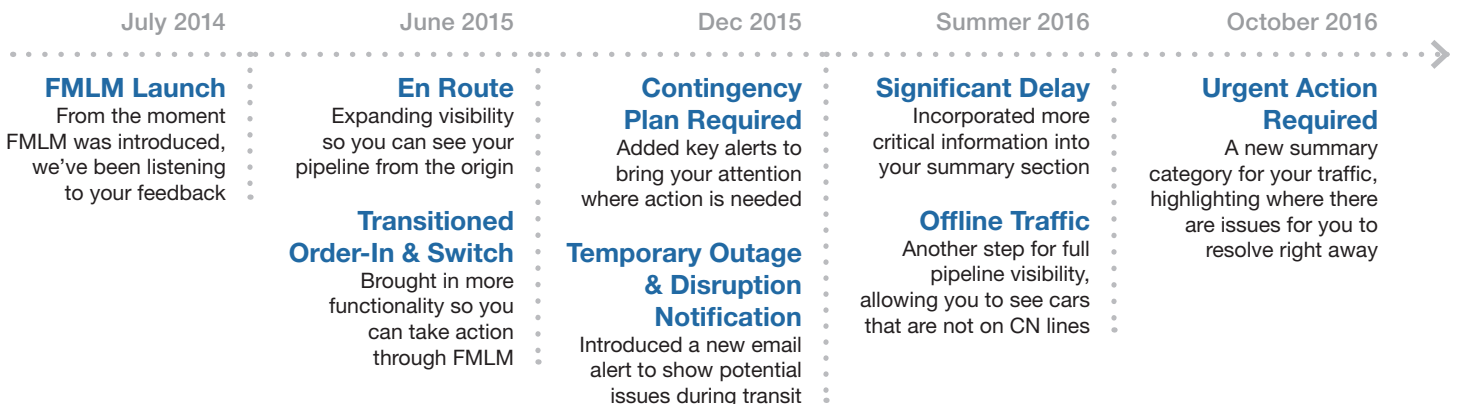 July 2014
FMLM Launch
From the moment
FMLM was introduced,
we've been listening
to your feedback
June 2015
En Route
Expanding visibility
so you can see your
pipeline from the origin
Transitioned
Order-In & Switch
Brought in more
functionality so you
can take action
through FMLM
Dec 2015
Contingency
Plan Required
Added key alerts to
bring your attention
where action is needed
Temporary Outage
& Disruption
Notification
Introduced a new email
alert to show potential
issues during transit
Summer 2016
Significant Delay
Incorporated more
critical information into
your summary section
Offline Traffic
Another step for full
pipeline visibility,
allowing you to see cars
that are not on CN lines
October 2016
Urgent Action
Required
A new summary
category for your traffic,
highlighting where there
are issues for you to
resolve right away